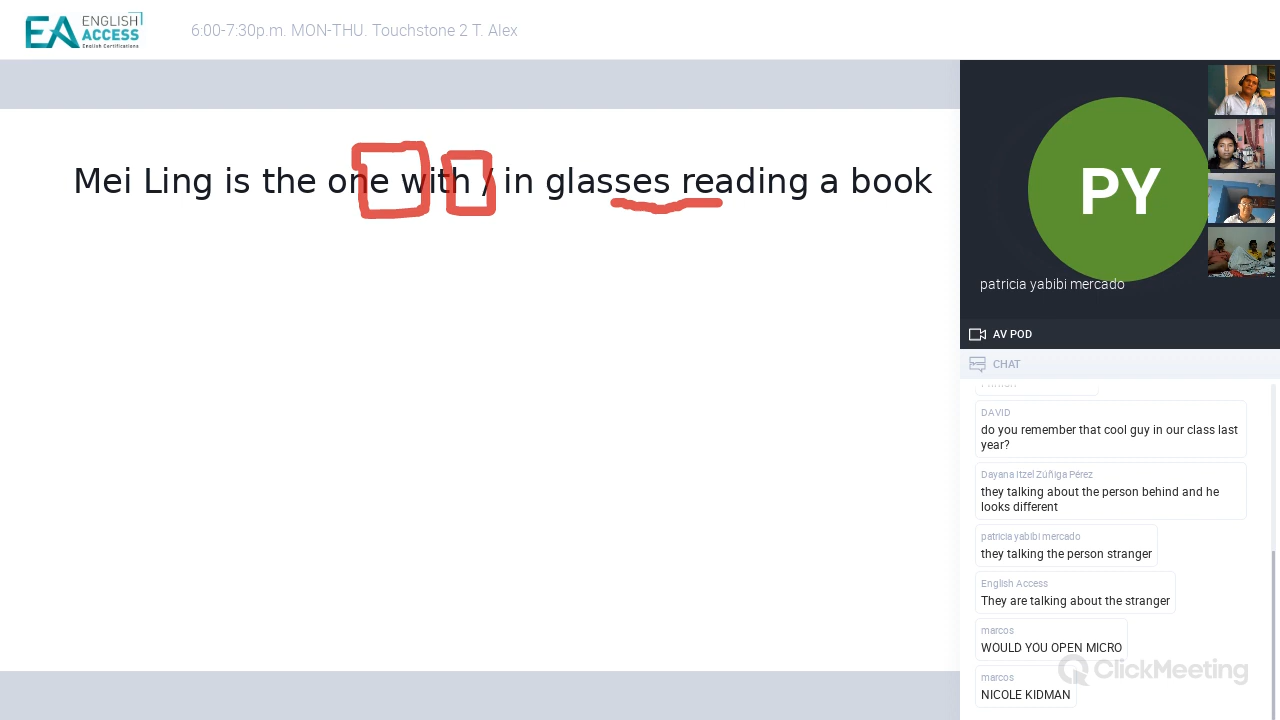 EA ENGLISH ACCESS
English Certifications
6:00-7:30p.m. MON-THU. Touchstone 2 T. Alex
Mei Ling is the one with / in glasses reading a book
PY
patricia yabibi mercado
AV POD
CHAT
DAVID
do you remember that cool guy in our class last
year?
Dayana Itzel Zúñiga Pérez
they talking about the person behind and he
looks different
patricia yabibi mercado
they talking the person stranger
English Access
They are talking about the stranger
marcos
WOULD YOU OPEN MICRO
marcos
NICOLE KIDMAN
ClickMeeting